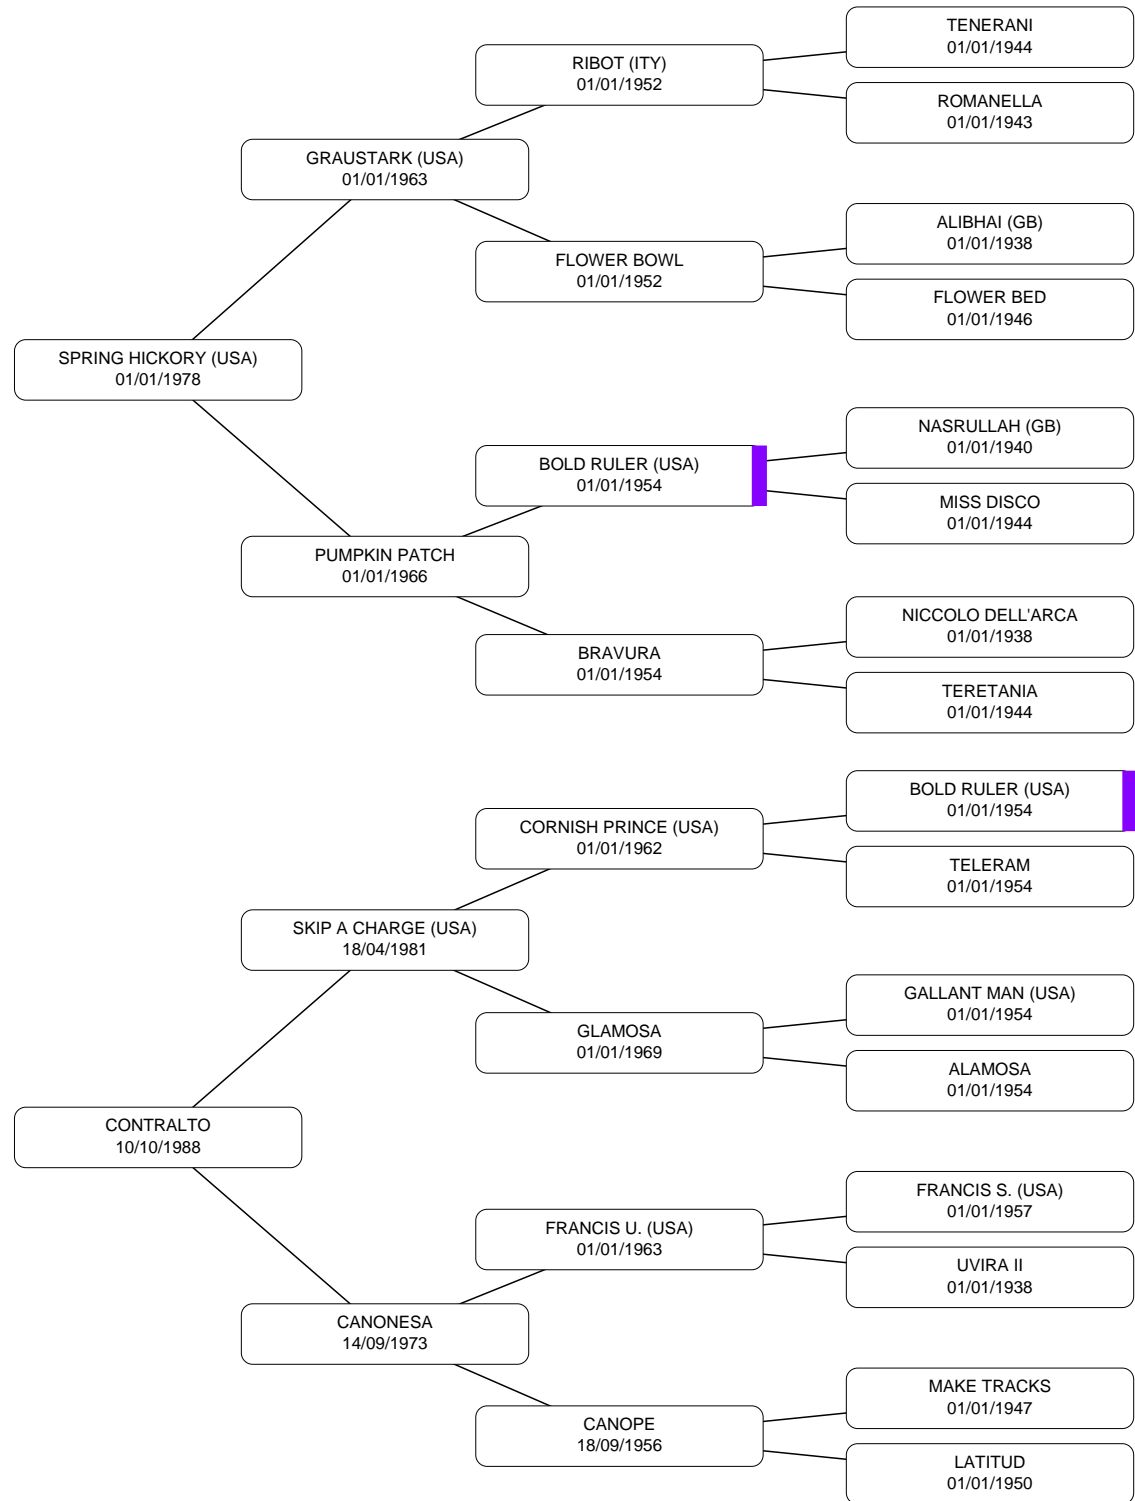 TENERANI
01/01/1944
RIBOT (ITY)
01/01/1952
ROMANELLA
01/01/1943
GRAUSTARK (USA)
01/01/1963
ALIBHAI (GB)
01/01/1938
FLOWER BOWL
01/01/1952
FLOWER BED
01/01/1946
SPRING HICKORY (USA)
01/01/1978
NASRULLAH (GB)
01/01/1940
BOLD RULER (USA)
01/01/1954
MISS DISCO
01/01/1944
PUMPKIN PATCH
01/01/1966
NICCOLO DELL'ARCA
01/01/1938
BRAVURA
01/01/1954
TERETANIA
01/01/1944
BOLD RULER (USA)
01/01/1954
CORNISH PRINCE (USA)
01/01/1962
TELERAM
01/01/1954
SKIP A CHARGE (USA)
18/04/1981
GALLANT MAN (USA)
01/01/1954
GLAMOSA
01/01/1969
ALAMOSA
01/01/1954
CONTRALTO
10/10/1988
FRANCIS S. (USA)
01/01/1957
FRANCIS U. (USA)
01/01/1963
UVIRA II
01/01/1938
CANONESA
14/09/1973
MAKE TRACKS
01/01/1947
CANOPE
18/09/1956
LATITUD
01/01/1950